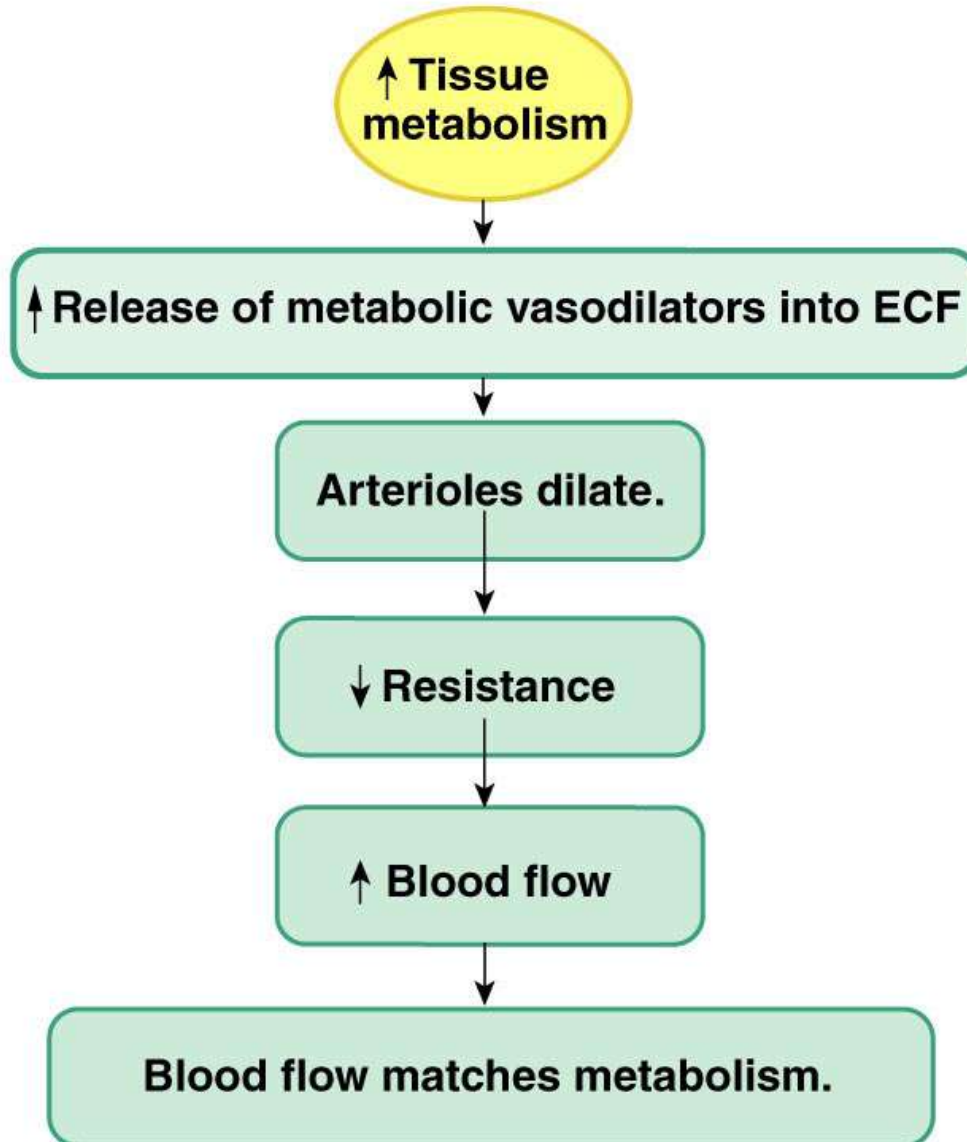 ↑ Tissue
metabolism
↑ Release of metabolic vasodilators into ECF
Arterioles dilate.
↓ Resistance
↑ Blood flow
Blood flow matches metabolism.